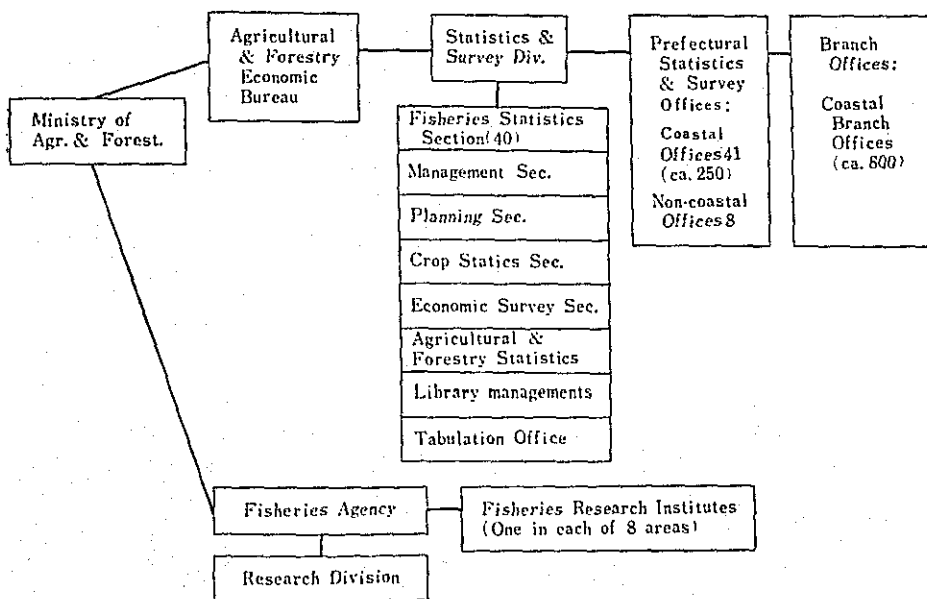 Ministry of
Agr. & Forest.
Agricultural
& Forestry
Economic
Bureau
Statistics &
Survey Div.
Fisheries Statistics
Section(40)
Management Sec.
Planning Sec.
Crop Statics Sec.
Economic Survey Sec.
Agricultural &
Forestry Statistics
Library managements
Tabulation Office
Prefectural
Statistics
& Survey
Offices:
Coastal
Offices41
(ca. 250)
Non-coastal
Offices8
Branch
Offices:
Coastal
Branch
Offices
(ca. 800)
Fisheries Agency
Research Division
Fisheries Research Institutes
(One in each of 8 areas)